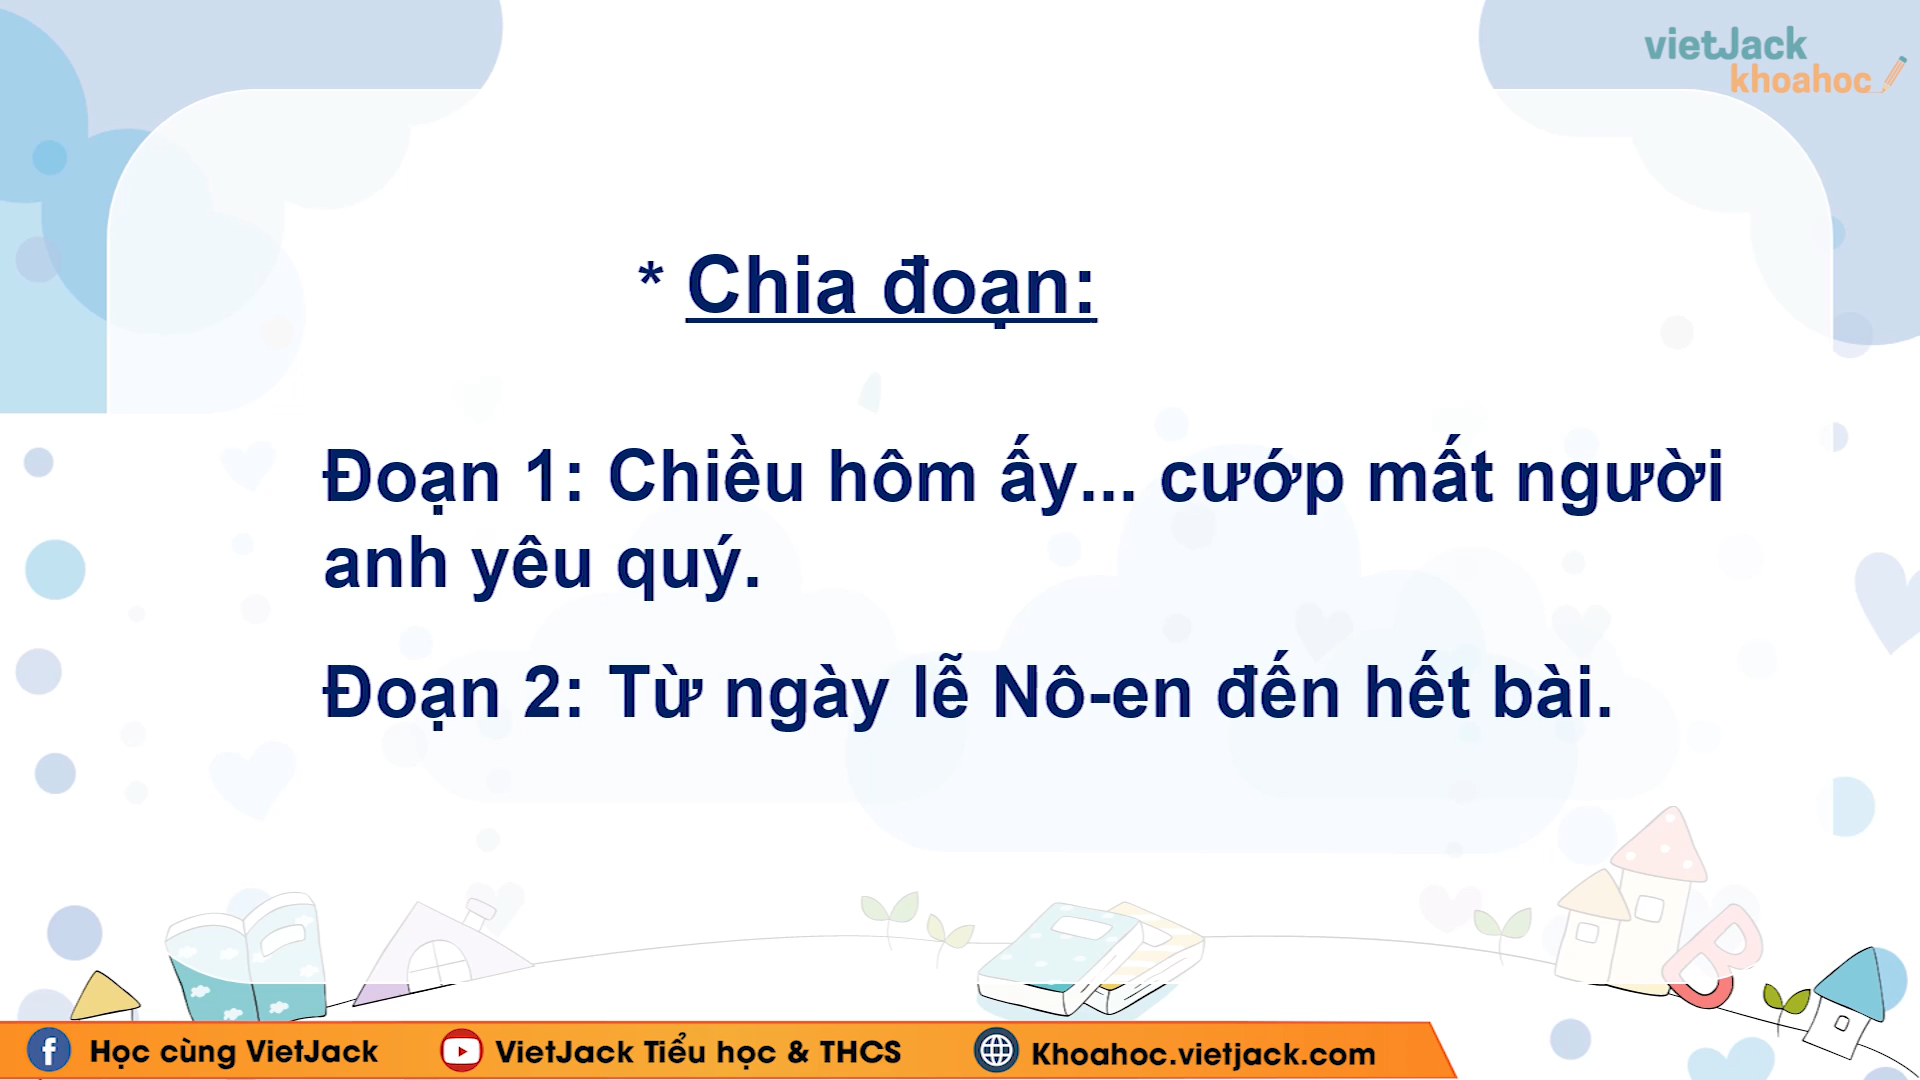 vietJack
khoahoc
* Chia đoạn:
Đoạn 1: Chiều hôm ấy... cướp mất người
anh yêu quý.
Đoạn 2: Từ ngày lễ Nô-en đến hết bài.
B
Học cùng VietJack
VietJack Tiểu học & THCS
Khoahoc.vietjack.com